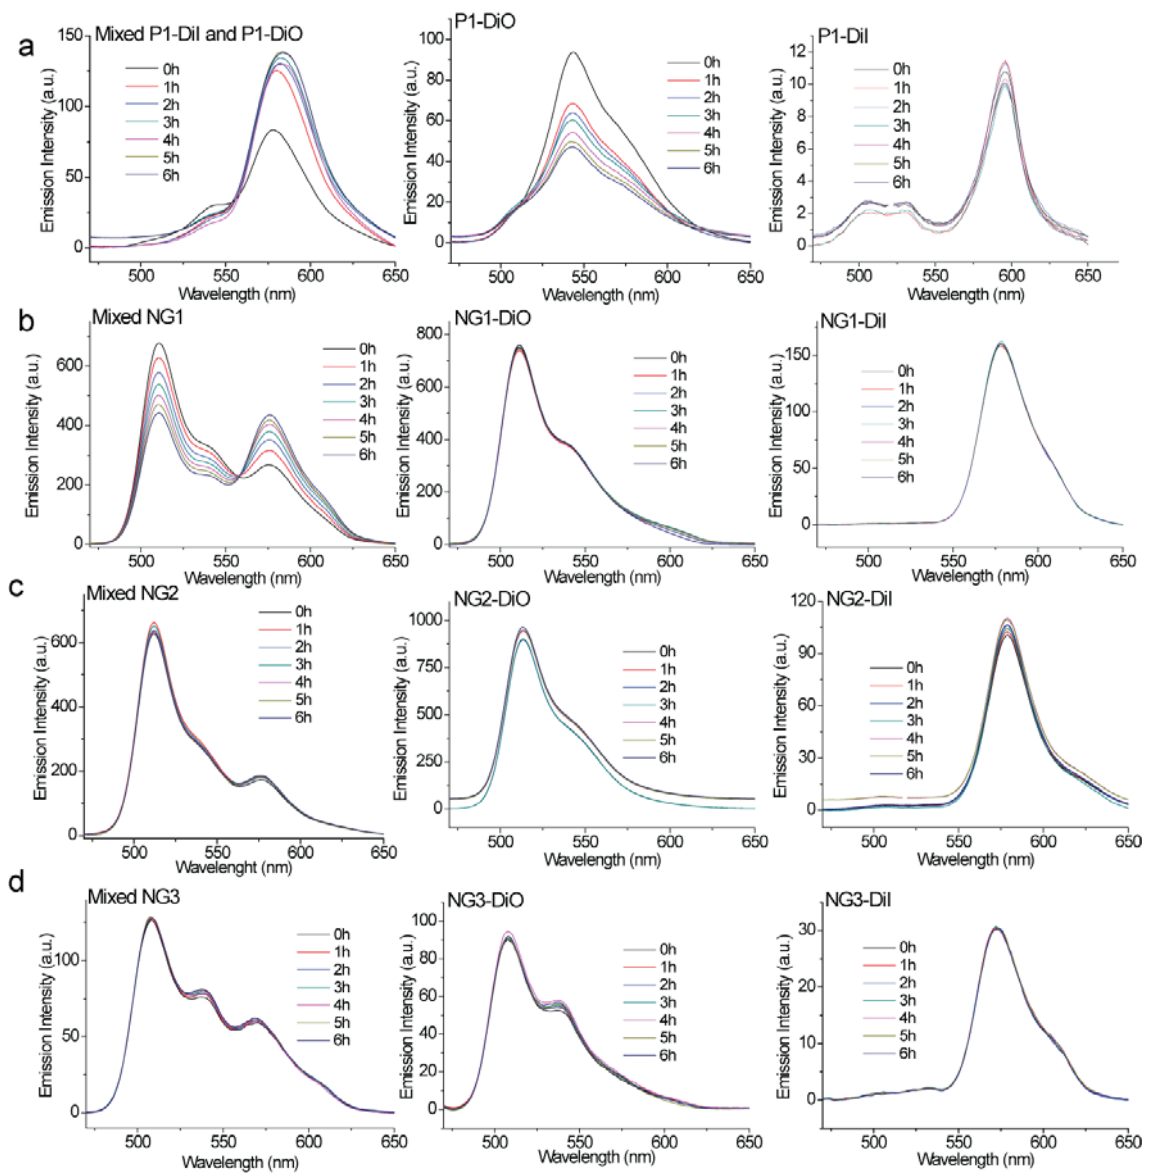 a
Mixed P1-DiI and P1-DiO
Emission Intensity (a.u.)
150
100
50
0
0h
1h
2h
3h
4h
5h
6h
500 550 600 650
Wavelength (nm)
P1-DiO
Emission Intensity (a.u.)
100
80
60
40
20
0
0h
1h
2h
3h
4h
5h
6h
500 550 600 650
Wavelength (nm)
P1-DiI
Emission Intensity (a.u.)
12
10
8
6
4
2
0
0h
1h
2h
3h
4h
5h
6h
500 550 600 650
Wavelength (nm)
b
Mixed NG1
Emission Intensity (a.u.)
600
400
200
0
0h
1h
2h
3h
4h
5h
6h
500 550 600 650
Wavelength (nm)
NG1-DiO
Emission Intensity (a.u.)
800
600
400
200
0
0h
1h
2h
3h
4h
5h
6h
500 550 600 650
Wavelength (nm)
NG1-DiI
Emission Intensity (a.u.)
150
100
50
0
0h
1h
2h
3h
4h
5h
6h
500 550 600 650
Wavelength (nm)
c
Mixed NG2
Emission Intensity (a.u.)
600
400
200
0
0h
1h
2h
3h
4h
5h
6h
500 550 600 650
Wavelenght (nm)
NG2-DiO
Emission Intensity (a.u.)
1000
750
500
250
0
0h
1h
2h
3h
4h
5h
6h
500 550 600 650
Wavelength (nm)
NG2-DiI
Emission Intensity (a.u.)
120
90
60
30
0
0h
1h
2h
3h
4h
5h
6h
500 550 600 650
Wavelength (nm)
d
Mixed NG3
Emission Intensity (a.u.)
100
50
0
0h
1h
2h
3h
4h
5h
6h
500 550 600 650
Wavelength (nm)
NG3-DiO
Emission Intensity (a.u.)
100
80
60
40
20
0
0h
1h
2h
3h
4h
5h
6h
500 550 600 650
Wavelength (nm)
NG3-DiI
Emission Intensity (a.u.)
30
20
10
0
0h
1h
2h
3h
4h
5h
6h
500 550 600 650
Wavelength (nm)